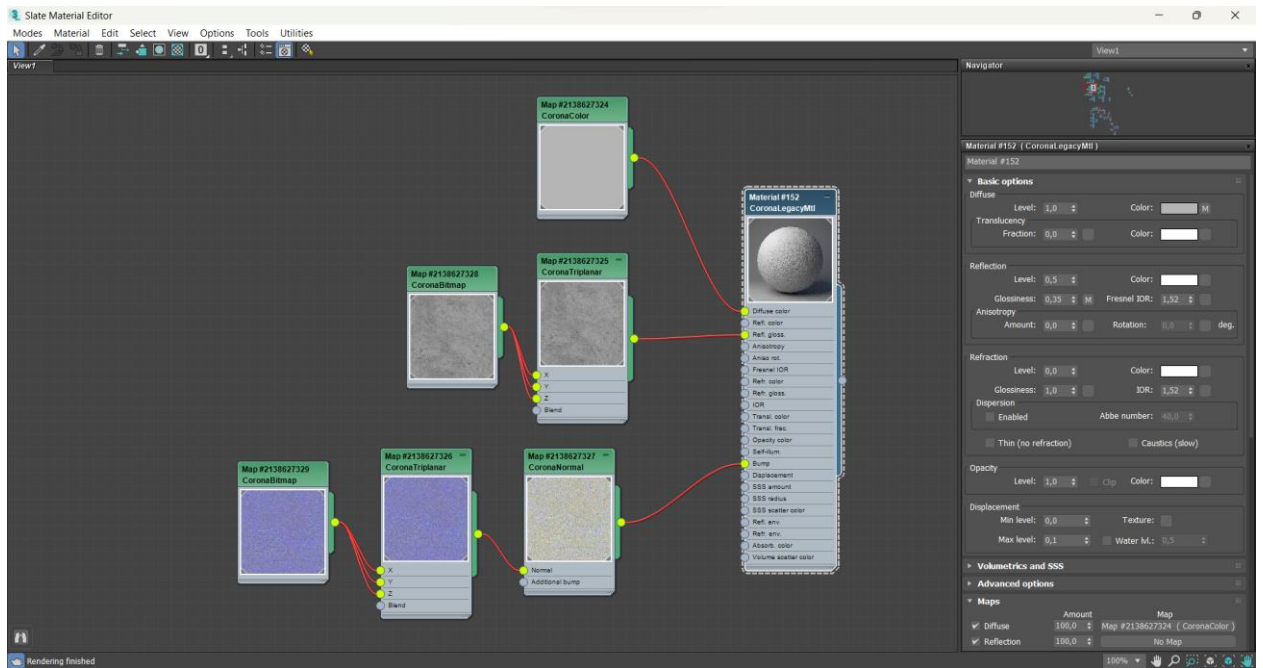 Slate Material Editor
Modes Material Edit Select View Options Tools Utilities
View1
View1
Navigator
Map #2138627324
CoronaColor
Material #152
CoronaLegacyMtl
Diffuse color
Refl. color
Refl. gloss.
Anisotropy
Aniso rot.
Fresnel IOR
Refr. color
Refr. gloss.
IOR
Transl. color
Transl. frac.
Opacity color
Self-Illum.
Bump
Displacement
SSS amount
SSS radius
SSS scatter color
Refl. env.
Refr. env.
Absorb. color
Volume scatter color
Map #2138627325
CoronaTriplanar
X
Y
Z
Blend
Map #2138627328
CoronaBitmap
Map #2138627326
CoronaTriplanar
X
Y
Z
Blend
Map #2138627327
CoronaNormal
Normal
Additional bump
Map #2138627329
CoronaBitmap
Material #152 ( CoronaLegacyMtl )
Material #152
Basic options
Diffuse
Level: 1,0 Color: M
Translucency
Fraction: 0,0 Color:
Reflection
Level: 0,5 Color:
Glossiness: 0,35 M Fresnel IOR: 1,52
Anisotropy
Amount: 0,0 Rotation: 0,0 deg.
Refraction
Level: 0,0 Color:
Glossiness: 1,0 IOR: 1,52
Dispersion
Enabled Abbe number: 40,0
Thin (no refraction) Caustics (slow)
Opacity
Level: 1,0 Clip Color:
Displacement
Min level: 0,0 Texture:
Max level: 0,1 Water lvl.: 0,5
Volumetrics and SSS
Advanced options
Maps
Amount Map
Diffuse 100,0 Map #2138627324 ( CoronaColor )
Reflection 100,0 No Map
Rendering finished
100%